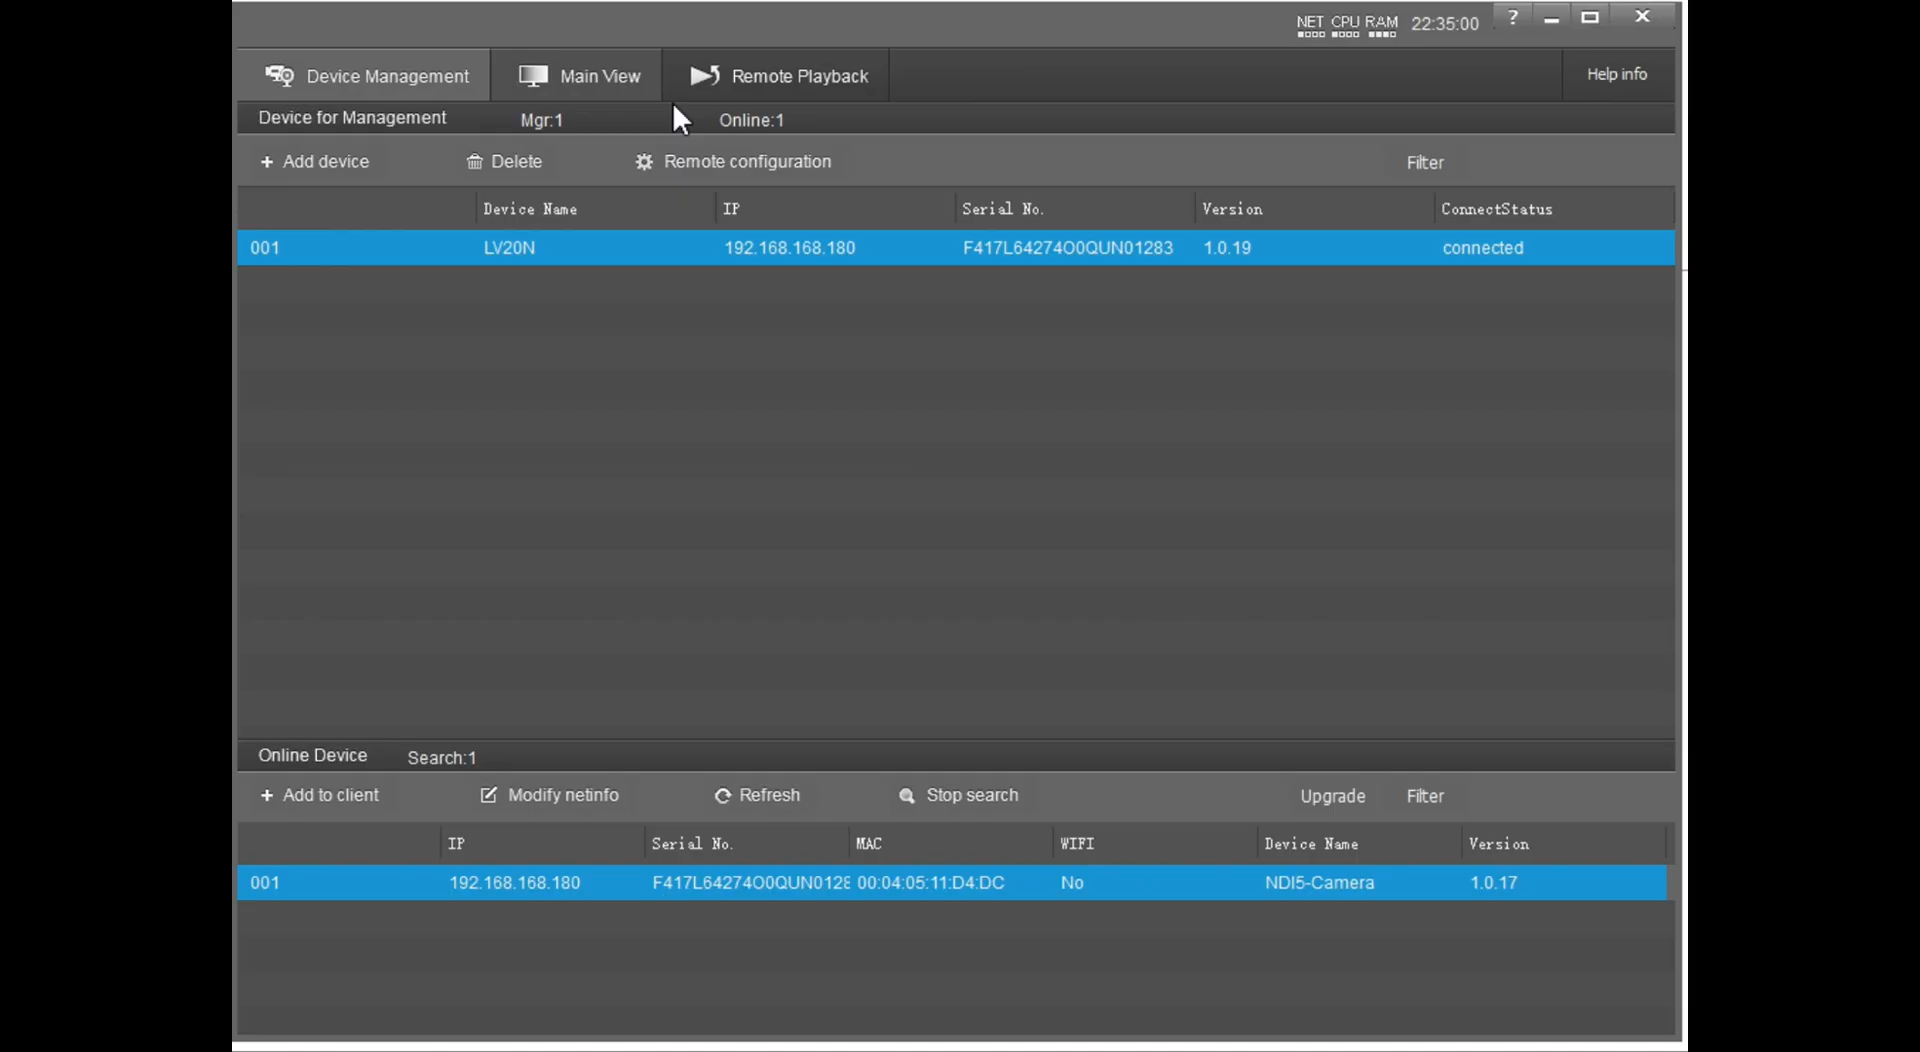 NET CPU RAM 22:35:00 ?
Device Management Main View Remote Playback Help info
Device for Management Mgr:1 Online:1
+ Add device Delete Remote configuration Filter
Device Name IP Serial No. Version ConnectStatus
001 LV20N 192.168.168.180 F417L64274O0QUN01283 1.0.19 connected
Online Device Search:1
+ Add to client Modify netinfo Refresh Stop search Upgrade Filter
IP Serial No. MAC WIFI Device Name Version
001 192.168.168.180 F417L64274O0QUN0128 00:04:05:11:D4:DC No NDI5-Camera 1.0.17